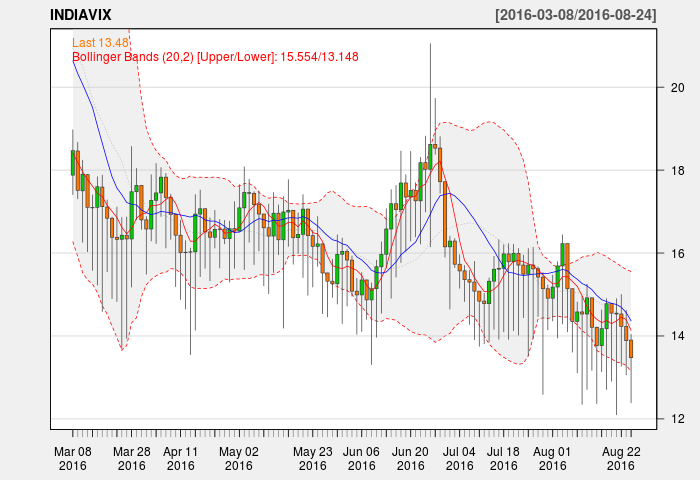 INDIAVIX [2016-03-08/2016-08-24]
Last 13.48
Bollinger Bands (20,2) [Upper/Lower]: 15.554/13.148
20
18
16
14
12
Mar 08 Mar 28 Apr 11 May 02 May 23 Jun 06 Jun 20 Jul 04 Jul 18 Aug 01 Aug 22
2016 2016 2016 2016 2016 2016 2016 2016 2016 2016 2016